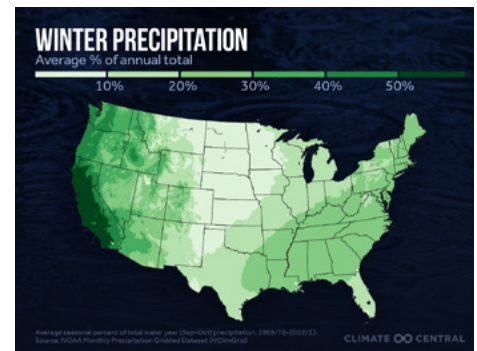 WINTER PRECIPITATION
Average % of annual total
10% 20% 30% 40% 50%
Average seasonal percent of total water year (Sep-Oct) precipitation, 1969/70-2022/23.
Source: NOAA Monthly Precipitation Gridded Dataset (NClimGrid)
CLIMATE CENTRAL